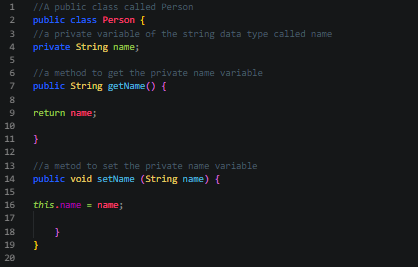 1 //A public class called Person
2 public class Person {
3 //a private variable of the string data type called name
4 private String name;
5
6 //a method to get the private name variable
7 public String getName() {
8
9 return name;
10
11 }
12
13 //a metod to set the private name variable
14 public void setName (String name) {
15
16 this.name = name;
17
18 }
19 }
20